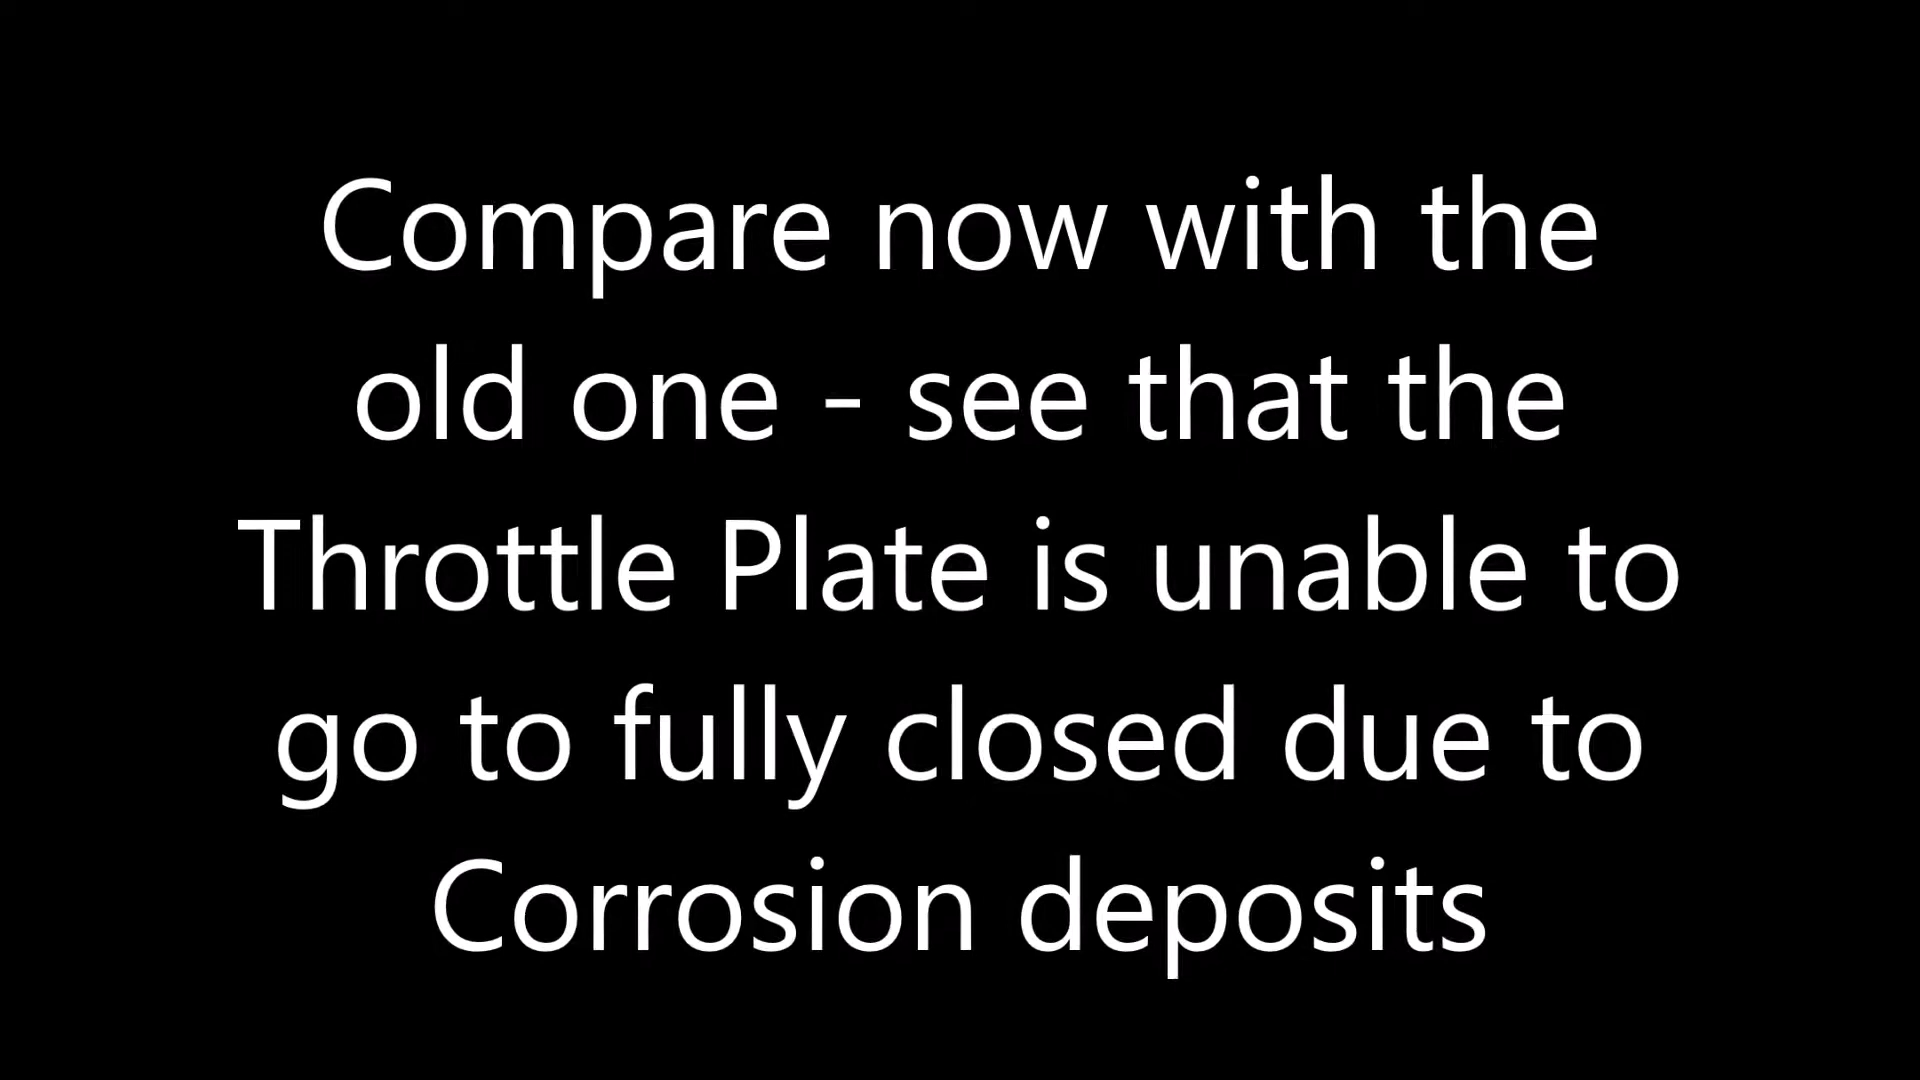 Compare now with the
old one - see that the
Throttle Plate is unable to
go to fully closed due to
Corrosion deposits